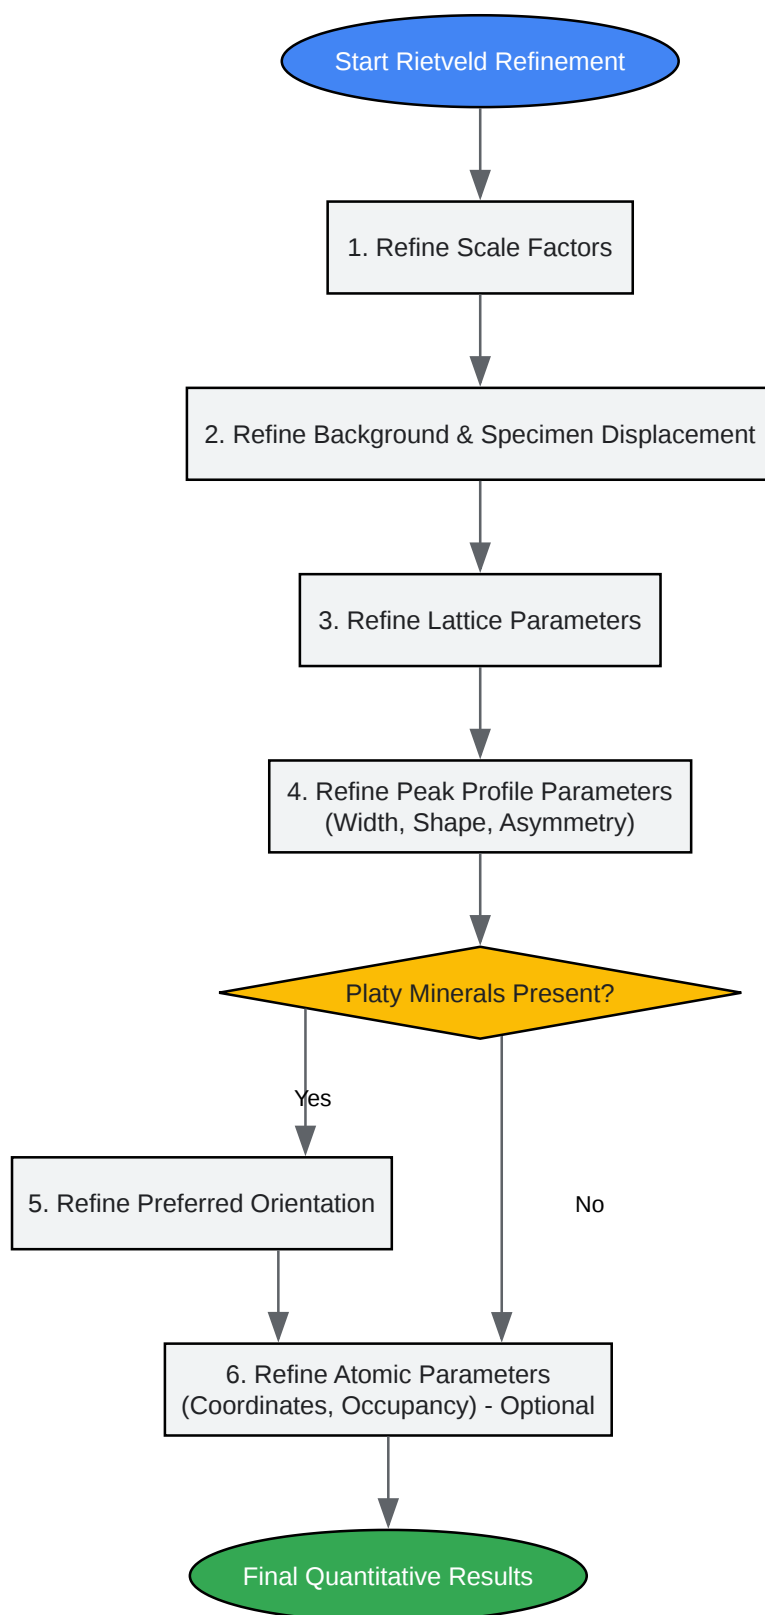 Start Rietveld Refinement
1. Refine Scale Factors
2. Refine Background & Specimen Displacement
3. Refine Lattice Parameters
4. Refine Peak Profile Parameters
(Width, Shape, Asymmetry)
Platy Minerals Present?
Yes
5. Refine Preferred Orientation
No
6. Refine Atomic Parameters
(Coordinates, Occupancy) - Optional
Final Quantitative Results